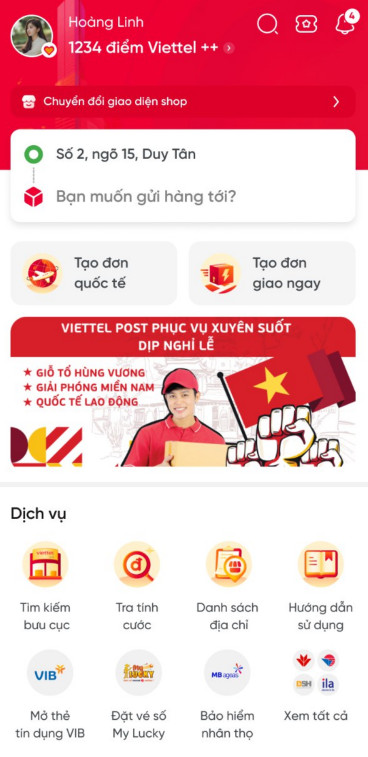 Hoàng Linh
4
1234 điểm Viettel ++
Chuyển đổi giao diện shop
Số 2, ngõ 15, Duy Tân
Bạn muốn gửi hàng tới?
Tạo đơn
quốc tế
Tạo đơn
giao ngay
VIETTEL POST PHỤC VỤ XUYÊN SUỐT
DỊP NGHỈ LỄ
★ GIỖ TỔ HÙNG VƯƠNG
★ GIẢI PHÓNG MIỀN NAM
★ QUỐC TẾ LAO ĐỘNG
Dịch vụ
viettel
đ
Tìm kiếm
bưu cục
Tra tính
cước
Danh sách
địa chỉ
Hướng dẫn
sử dụng
VIB
LUCKY
MB ageas
DSH
ila
Mở thẻ
tín dụng VIB
Đặt vé số
My Lucky
Bảo hiểm
nhân thọ
Xem tất cả